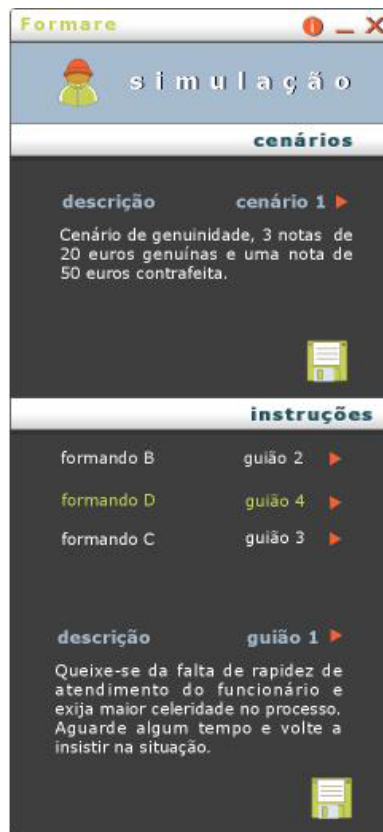 Formare
simulação
cenários
descrição cenário 1
Cenário de genuinidade, 3 notas de
20 euros genuínas e uma nota de
50 euros contrafeita.
instruções
formando B guião 2
formando D guião 4
formando C guião 3
descrição guião 1
Queixe-se da falta de rapidez de
atendimento do funcionário e
exija maior celeridade no processo.
Aguarde algum tempo e volte a
insistir na situação.